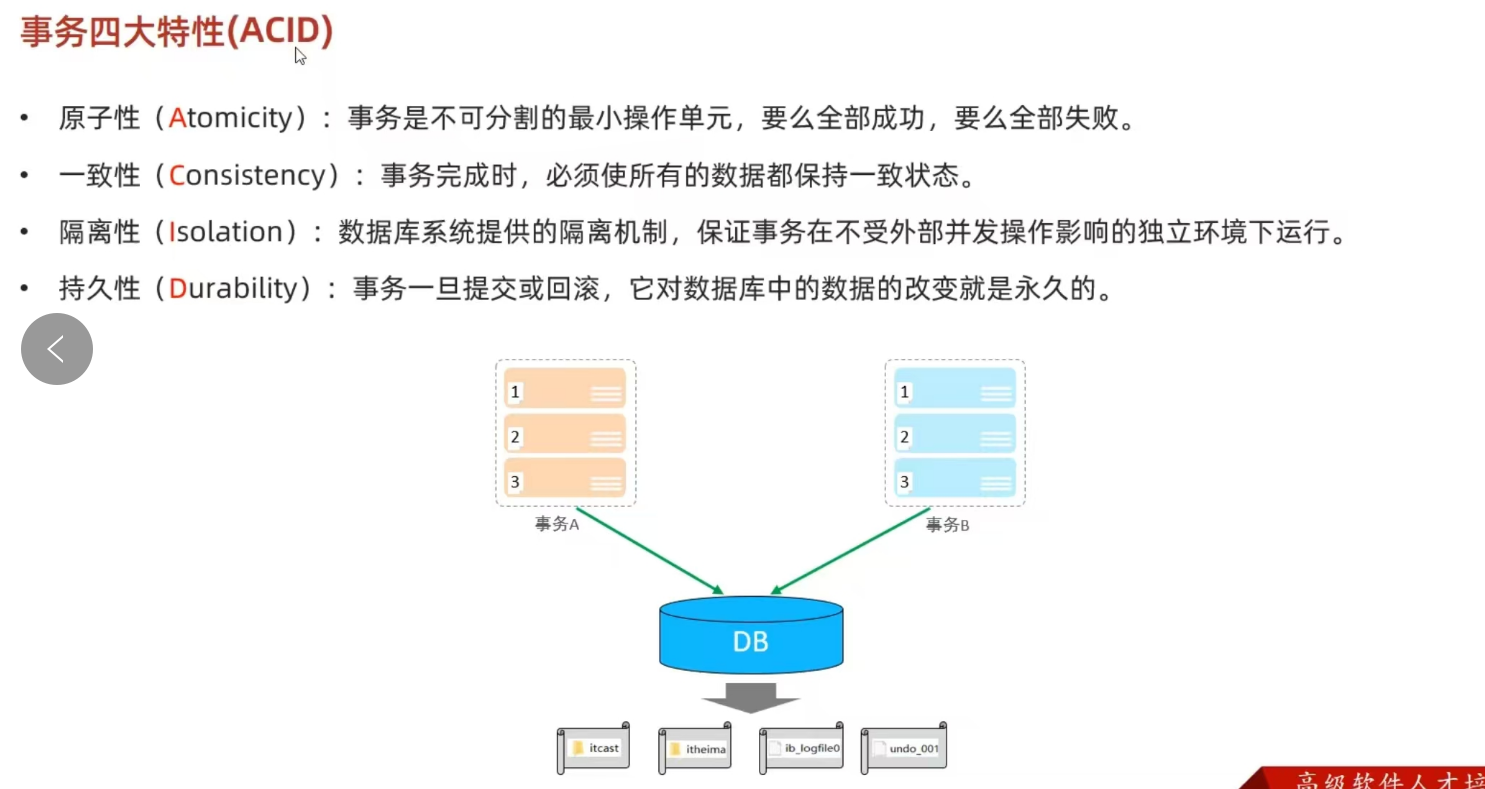 事务四大特性(ACID)
• 原子性（Atomicity）：事务是不可分割的最小操作单元，要么全部成功，要么全部失败。
• 一致性（Consistency）：事务完成时，必须使所有的数据都保持一致状态。
• 隔离性（Isolation）：数据库系统提供的隔离机制，保证事务在不受外部并发操作影响的独立环境下运行。
• 持久性（Durability）：事务一旦提交或回滚，它对数据库中的数据的改变就是永久的。
1 1
2 2
3 3
事务A 事务B
DB
itcast itheima ib_logfile0 undo_001
高级软件人才培